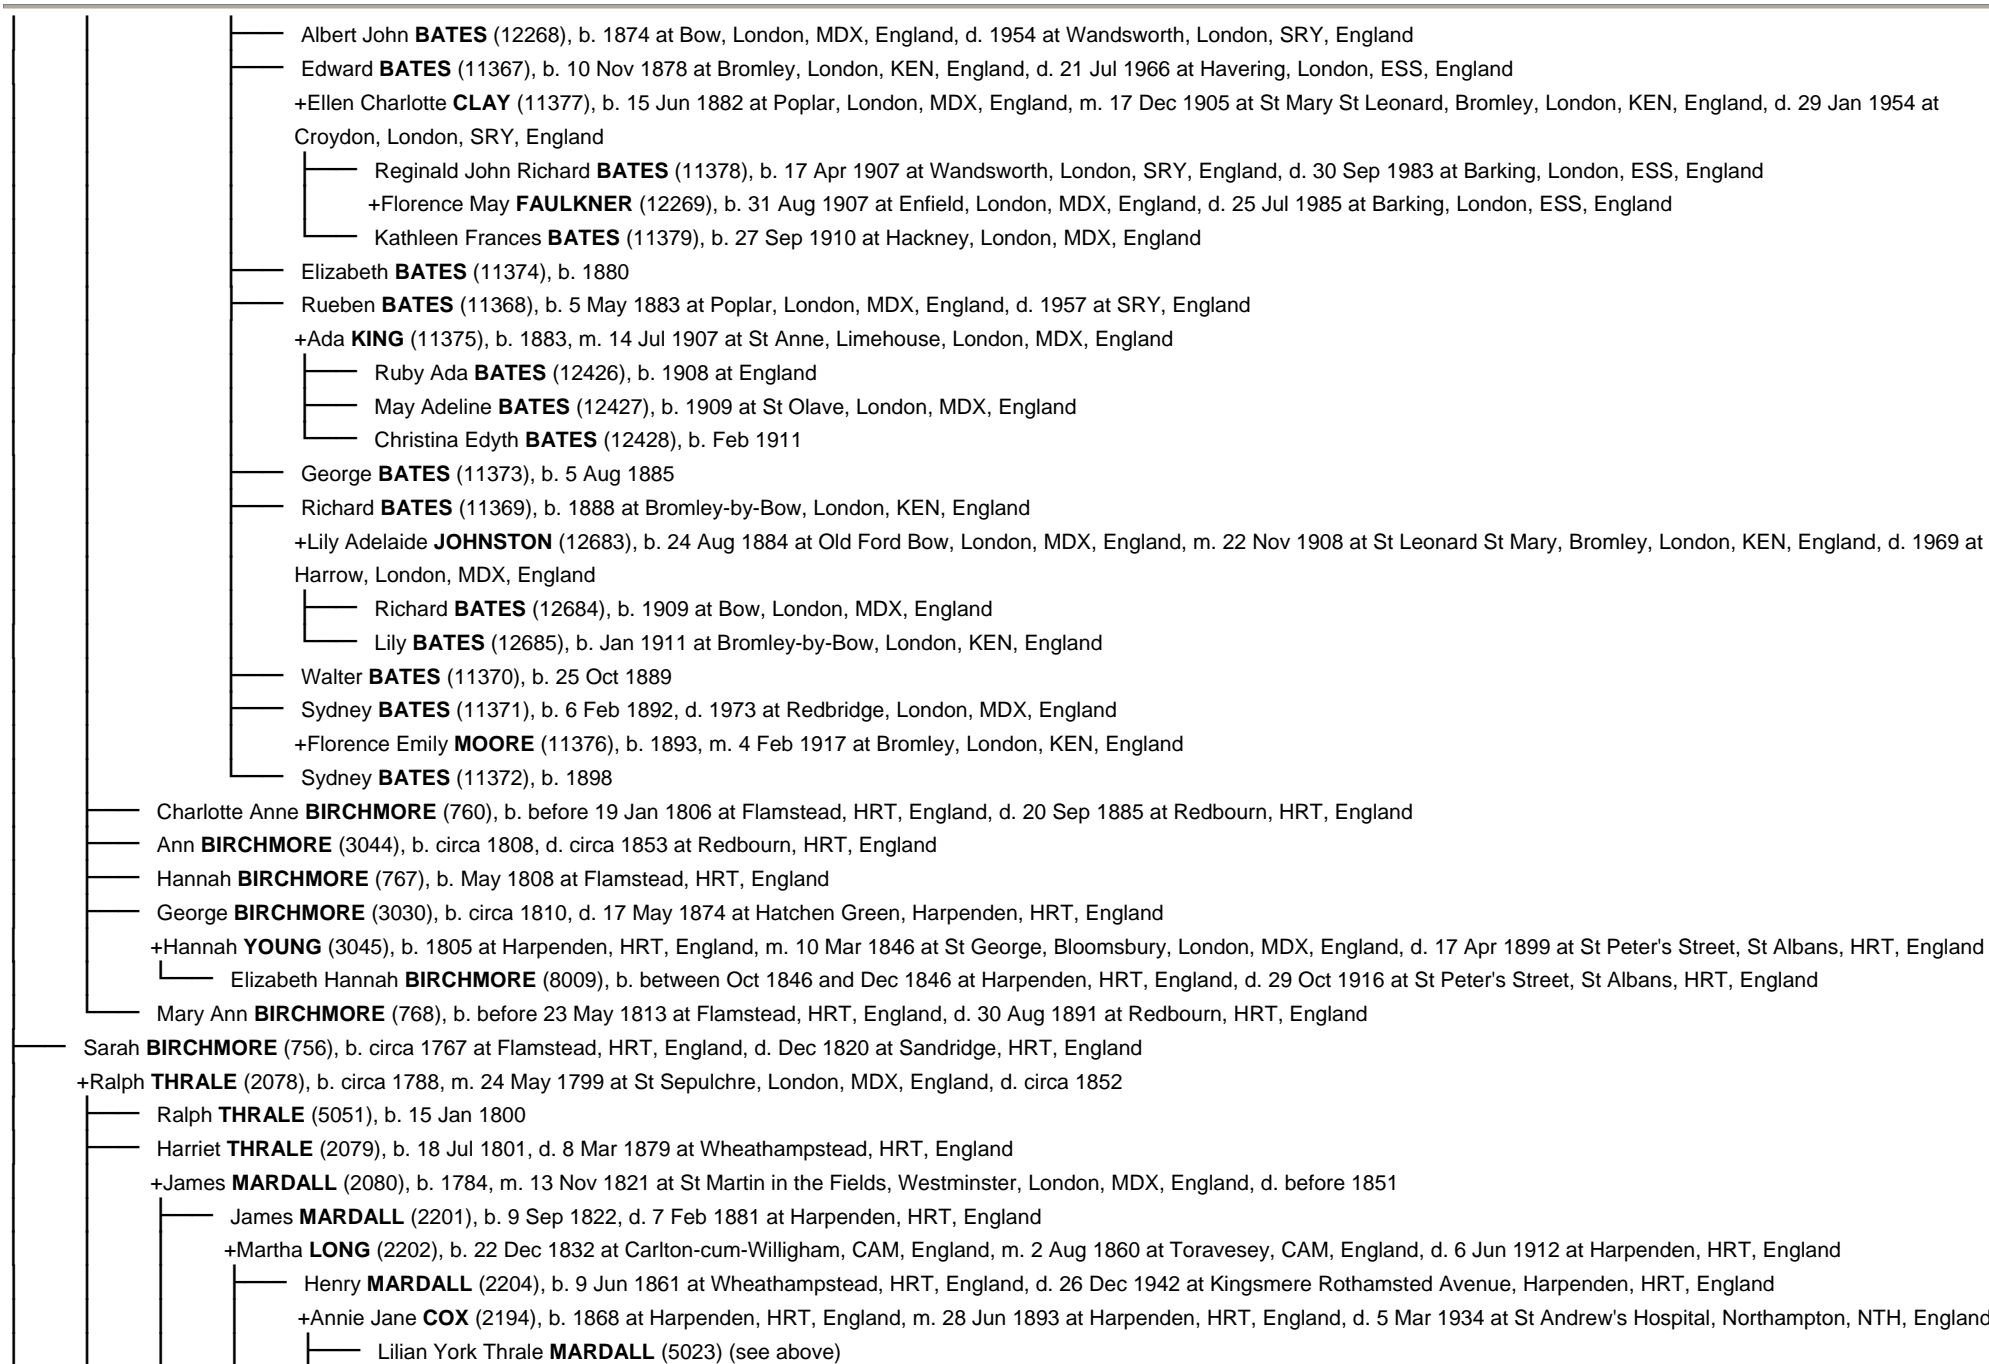 Albert John BATES (12268), b. 1874 at Bow, London, MDX, England, d. 1954 at Wandsworth, London, SRY, England
Edward BATES (11367), b. 10 Nov 1878 at Bromley, London, KEN, England, d. 21 Jul 1966 at Havering, London, ESS, England
+Ellen Charlotte CLAY (11377), b. 15 Jun 1882 at Poplar, London, MDX, England, m. 17 Dec 1905 at St Mary St Leonard, Bromley, London, KEN, England, d. 29 Jan 1954 at
Croydon, London, SRY, England
Reginald John Richard BATES (11378), b. 17 Apr 1907 at Wandsworth, London, SRY, England, d. 30 Sep 1983 at Barking, London, ESS, England
+Florence May FAULKNER (12269), b. 31 Aug 1907 at Enfield, London, MDX, England, d. 25 Jul 1985 at Barking, London, ESS, England
Kathleen Frances BATES (11379), b. 27 Sep 1910 at Hackney, London, MDX, England
Elizabeth BATES (11374), b. 1880
Rueben BATES (11368), b. 5 May 1883 at Poplar, London, MDX, England, d. 1957 at SRY, England
+Ada KING (11375), b. 1883, m. 14 Jul 1907 at St Anne, Limehouse, London, MDX, England
Ruby Ada BATES (12426), b. 1908 at England
May Adeline BATES (12427), b. 1909 at St Olave, London, MDX, England
Christina Edyth BATES (12428), b. Feb 1911
George BATES (11373), b. 5 Aug 1885
Richard BATES (11369), b. 1888 at Bromley-by-Bow, London, KEN, England
+Lily Adelaide JOHNSTON (12683), b. 24 Aug 1884 at Old Ford Bow, London, MDX, England, m. 22 Nov 1908 at St Leonard St Mary, Bromley, London, KEN, England, d. 1969 at
Harrow, London, MDX, England
Richard BATES (12684), b. 1909 at Bow, London, MDX, England
Lily BATES (12685), b. Jan 1911 at Bromley-by-Bow, London, KEN, England
Walter BATES (11370), b. 25 Oct 1889
Sydney BATES (11371), b. 6 Feb 1892, d. 1973 at Redbridge, London, MDX, England
+Florence Emily MOORE (11376), b. 1893, m. 4 Feb 1917 at Bromley, London, KEN, England
Sydney BATES (11372), b. 1898
Charlotte Anne BIRCHMORE (760), b. before 19 Jan 1806 at Flamstead, HRT, England, d. 20 Sep 1885 at Redbourn, HRT, England
Ann BIRCHMORE (3044), b. circa 1808, d. circa 1853 at Redbourn, HRT, England
Hannah BIRCHMORE (767), b. May 1808 at Flamstead, HRT, England
George BIRCHMORE (3030), b. circa 1810, d. 17 May 1874 at Hatchen Green, Harpenden, HRT, England
+Hannah YOUNG (3045), b. 1805 at Harpenden, HRT, England, m. 10 Mar 1846 at St George, Bloomsbury, London, MDX, England, d. 17 Apr 1899 at St Peter's Street, St Albans, HRT, England
Elizabeth Hannah BIRCHMORE (8009), b. between Oct 1846 and Dec 1846 at Harpenden, HRT, England, d. 29 Oct 1916 at St Peter's Street, St Albans, HRT, England
Mary Ann BIRCHMORE (768), b. before 23 May 1813 at Flamstead, HRT, England, d. 30 Aug 1891 at Redbourn, HRT, England
Sarah BIRCHMORE (756), b. circa 1767 at Flamstead, HRT, England, d. Dec 1820 at Sandridge, HRT, England
+Ralph THRALE (2078), b. circa 1788, m. 24 May 1799 at St Sepulchre, London, MDX, England, d. circa 1852
Ralph THRALE (5051), b. 15 Jan 1800
Harriet THRALE (2079), b. 18 Jul 1801, d. 8 Mar 1879 at Wheathampstead, HRT, England
+James MARDALL (2080), b. 1784, m. 13 Nov 1821 at St Martin in the Fields, Westminster, London, MDX, England, d. before 1851
James MARDALL (2201), b. 9 Sep 1822, d. 7 Feb 1881 at Harpenden, HRT, England
+Martha LONG (2202), b. 22 Dec 1832 at Carlton-cum-Willigham, CAM, England, m. 2 Aug 1860 at Toravesey, CAM, England, d. 6 Jun 1912 at Harpenden, HRT, England
Henry MARDALL (2204), b. 9 Jun 1861 at Wheathampstead, HRT, England, d. 26 Dec 1942 at Kingsmere Rothamsted Avenue, Harpenden, HRT, England
+Annie Jane COX (2194), b. 1868 at Harpenden, HRT, England, m. 28 Jun 1893 at Harpenden, HRT, England, d. 5 Mar 1934 at St Andrew's Hospital, Northampton, NTH, England
Lilian York Thrale MARDALL (5023) (see above)